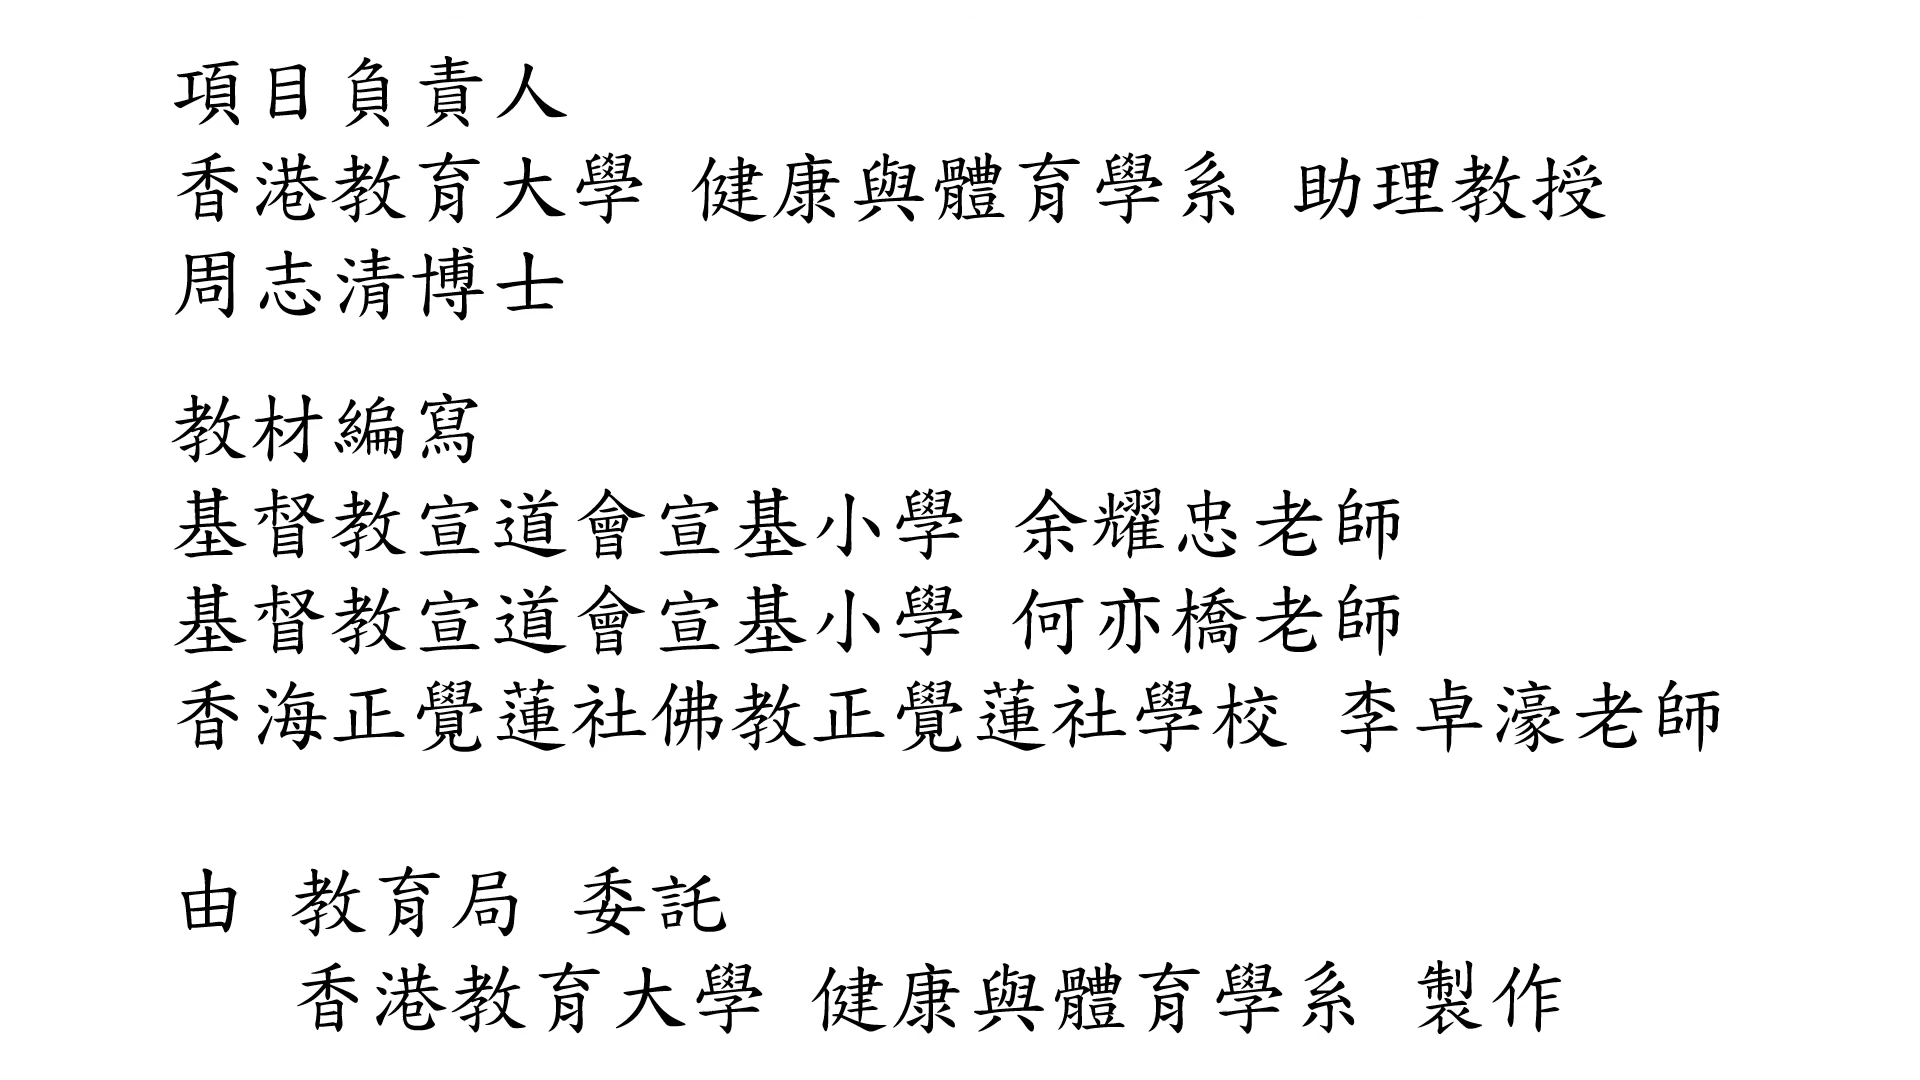 項目負責人
香港教育大學 健康與體育學系 助理教授
周志清博士
教材編寫
基督教宣道會宣基小學 余耀忠老師
基督教宣道會宣基小學 何亦橋老師
香海正覺蓮社佛教正覺蓮社學校 李卓濠老師
由 教育局 委託
香港教育大學 健康與體育學系 製作